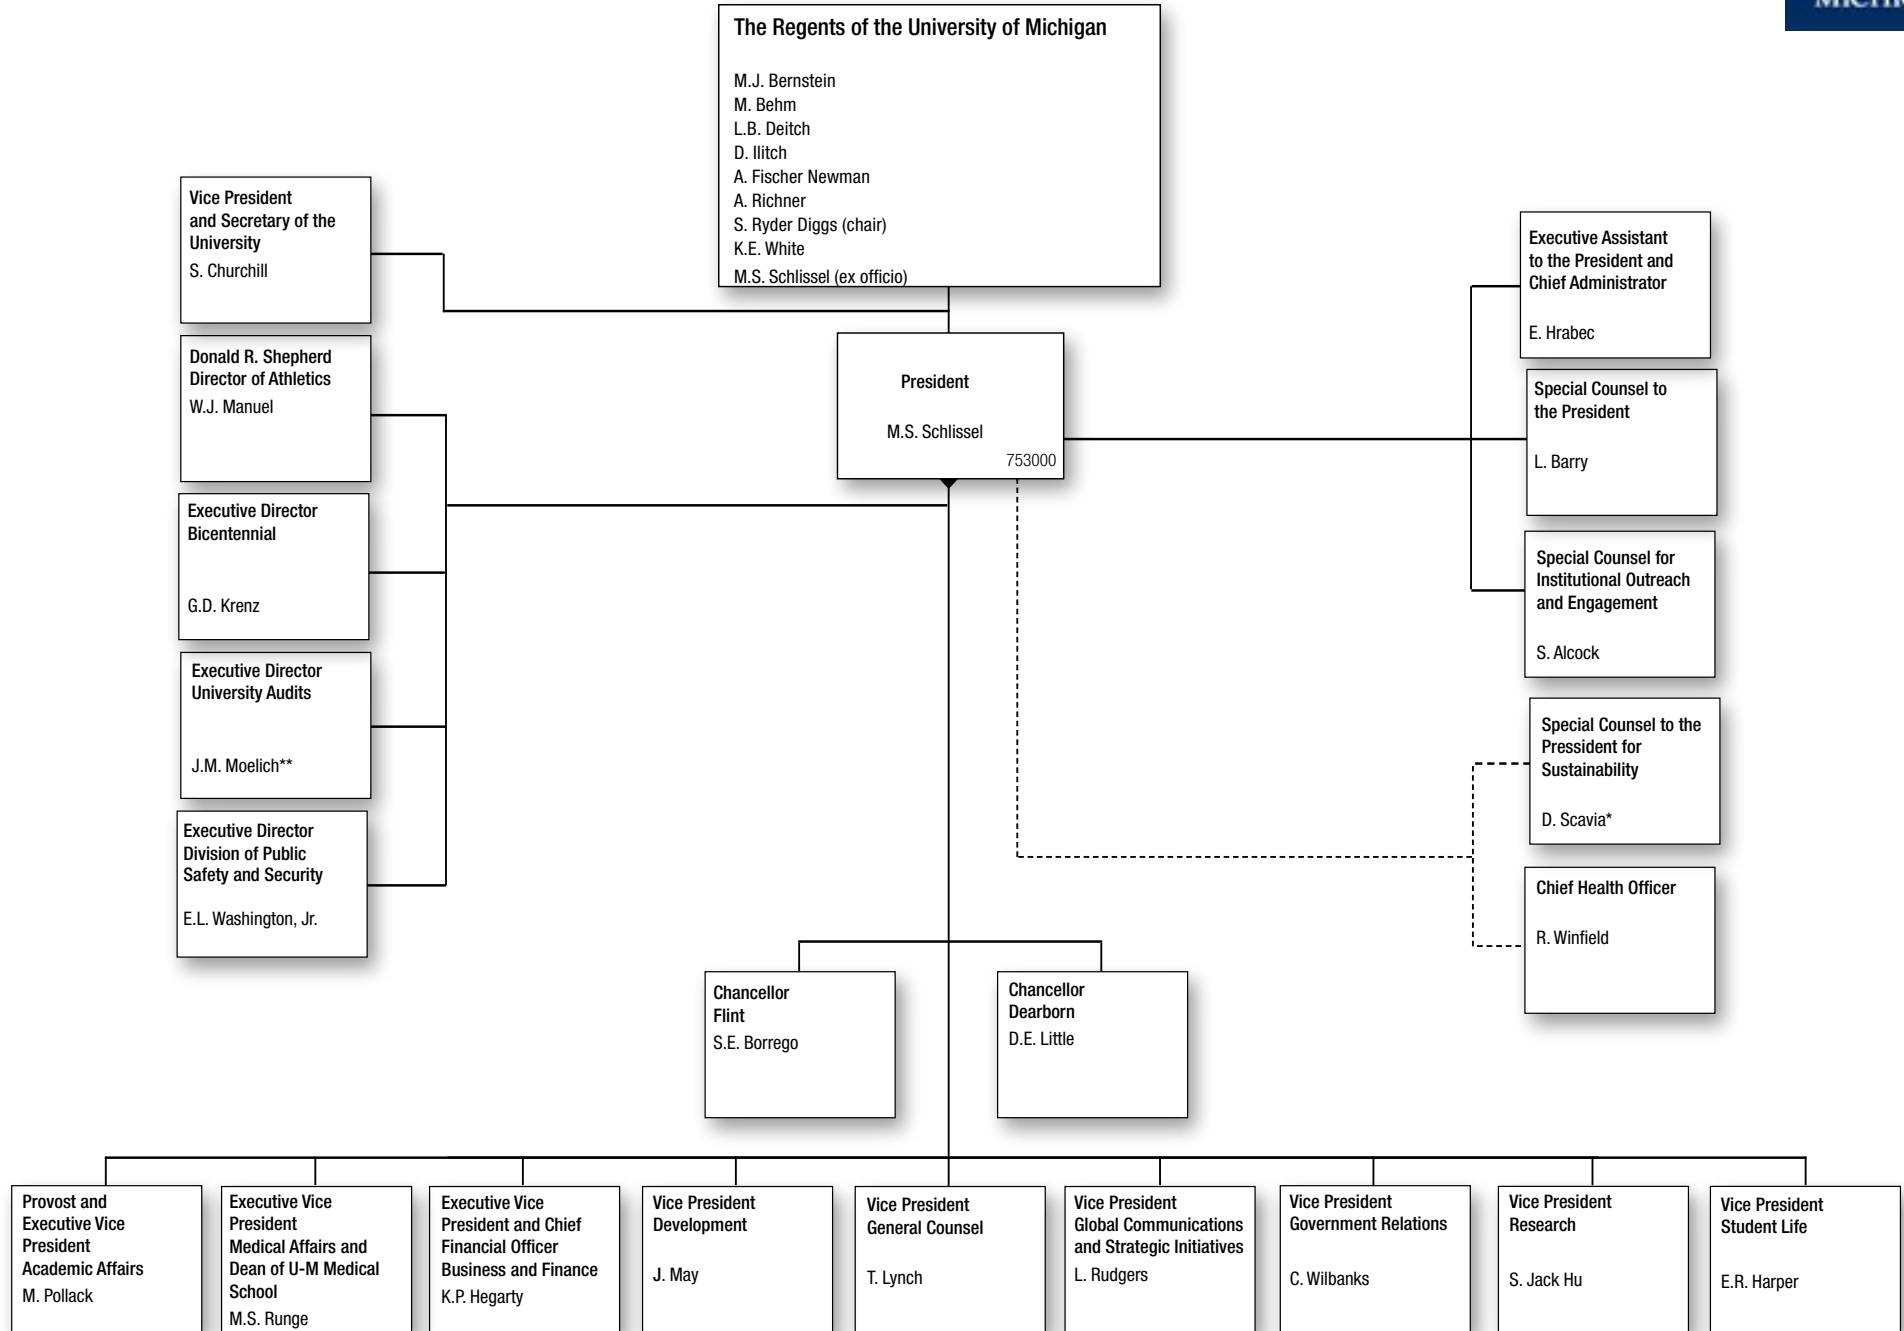 The Regents of the University of Michigan
M.J. Bernstein
M. Behm
L.B. Deitch
D. Ilitch
A. Fischer Newman
A. Richner
S. Ryder Diggs (chair)
K.E. White
M.S. Schlissel (ex officio)
Vice President
and Secretary of the
University
S. Churchill
Donald R. Shepherd
Director of Athletics
W.J. Manuel
Executive Director
Bicentennial
G.D. Krenz
Executive Director
University Audits
J.M. Moelich**
Executive Director
Division of Public
Safety and Security
E.L. Washington, Jr.
President
M.S. Schlissel
753000
Executive Assistant
to the President and
Chief Administrator
E. Hrabec
Special Counsel to
the President
L. Barry
Special Counsel for
Institutional Outreach
and Engagement
S. Alcock
Special Counsel to the
Pressident for
Sustainability
D. Scavia*
Chief Health Officer
R. Winfield
Chancellor
Flint
S.E. Borrego
Chancellor
Dearborn
D.E. Little
Provost and
Executive Vice
President
Academic Affairs
M. Pollack
Executive Vice
President
Medical Affairs and
Dean of U-M Medical
School
M.S. Runge
Executive Vice
President and Chief
Financial Officer
Business and Finance
K.P. Hegarty
Vice President
Development
J. May
Vice President
General Counsel
T. Lynch
Vice President
Global Communications
and Strategic Initiatives
L. Rudgers
Vice President
Government Relations
C. Wilbanks
Vice President
Research
S. Jack Hu
Vice President
Student Life
E.R. Harper